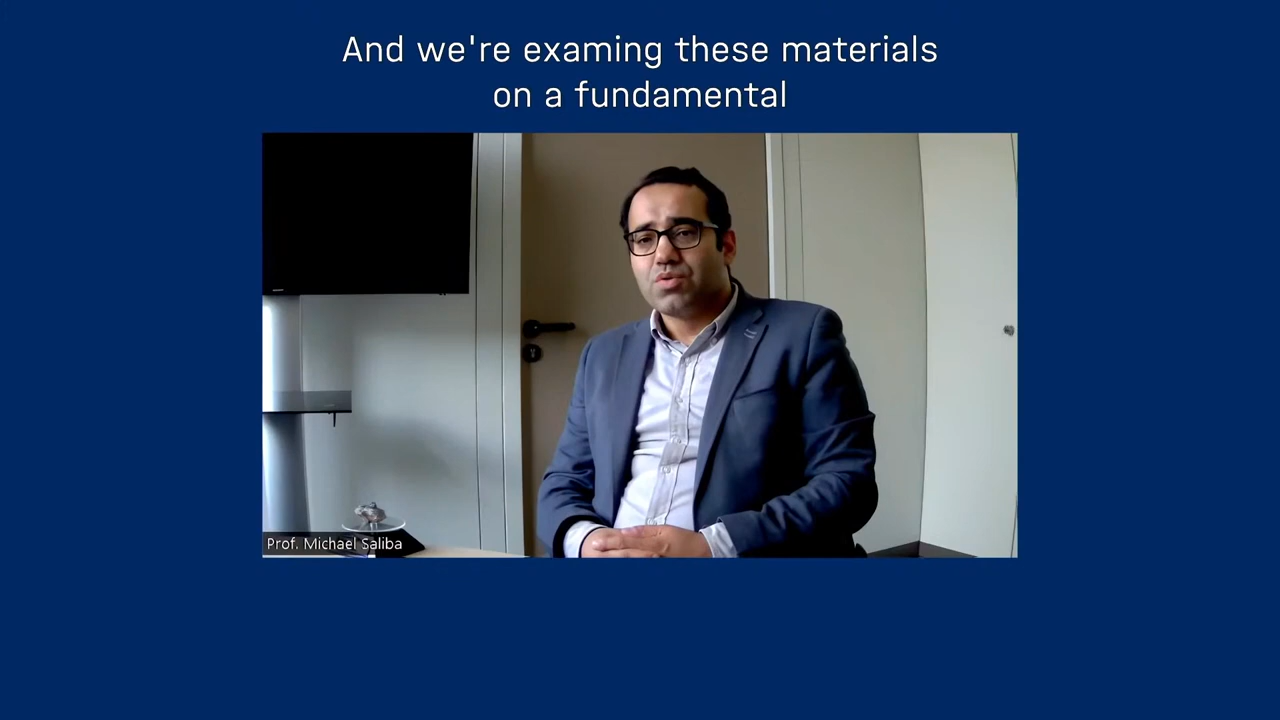 And we're examing these materials
on a fundamental
Prof. Michael Saliba